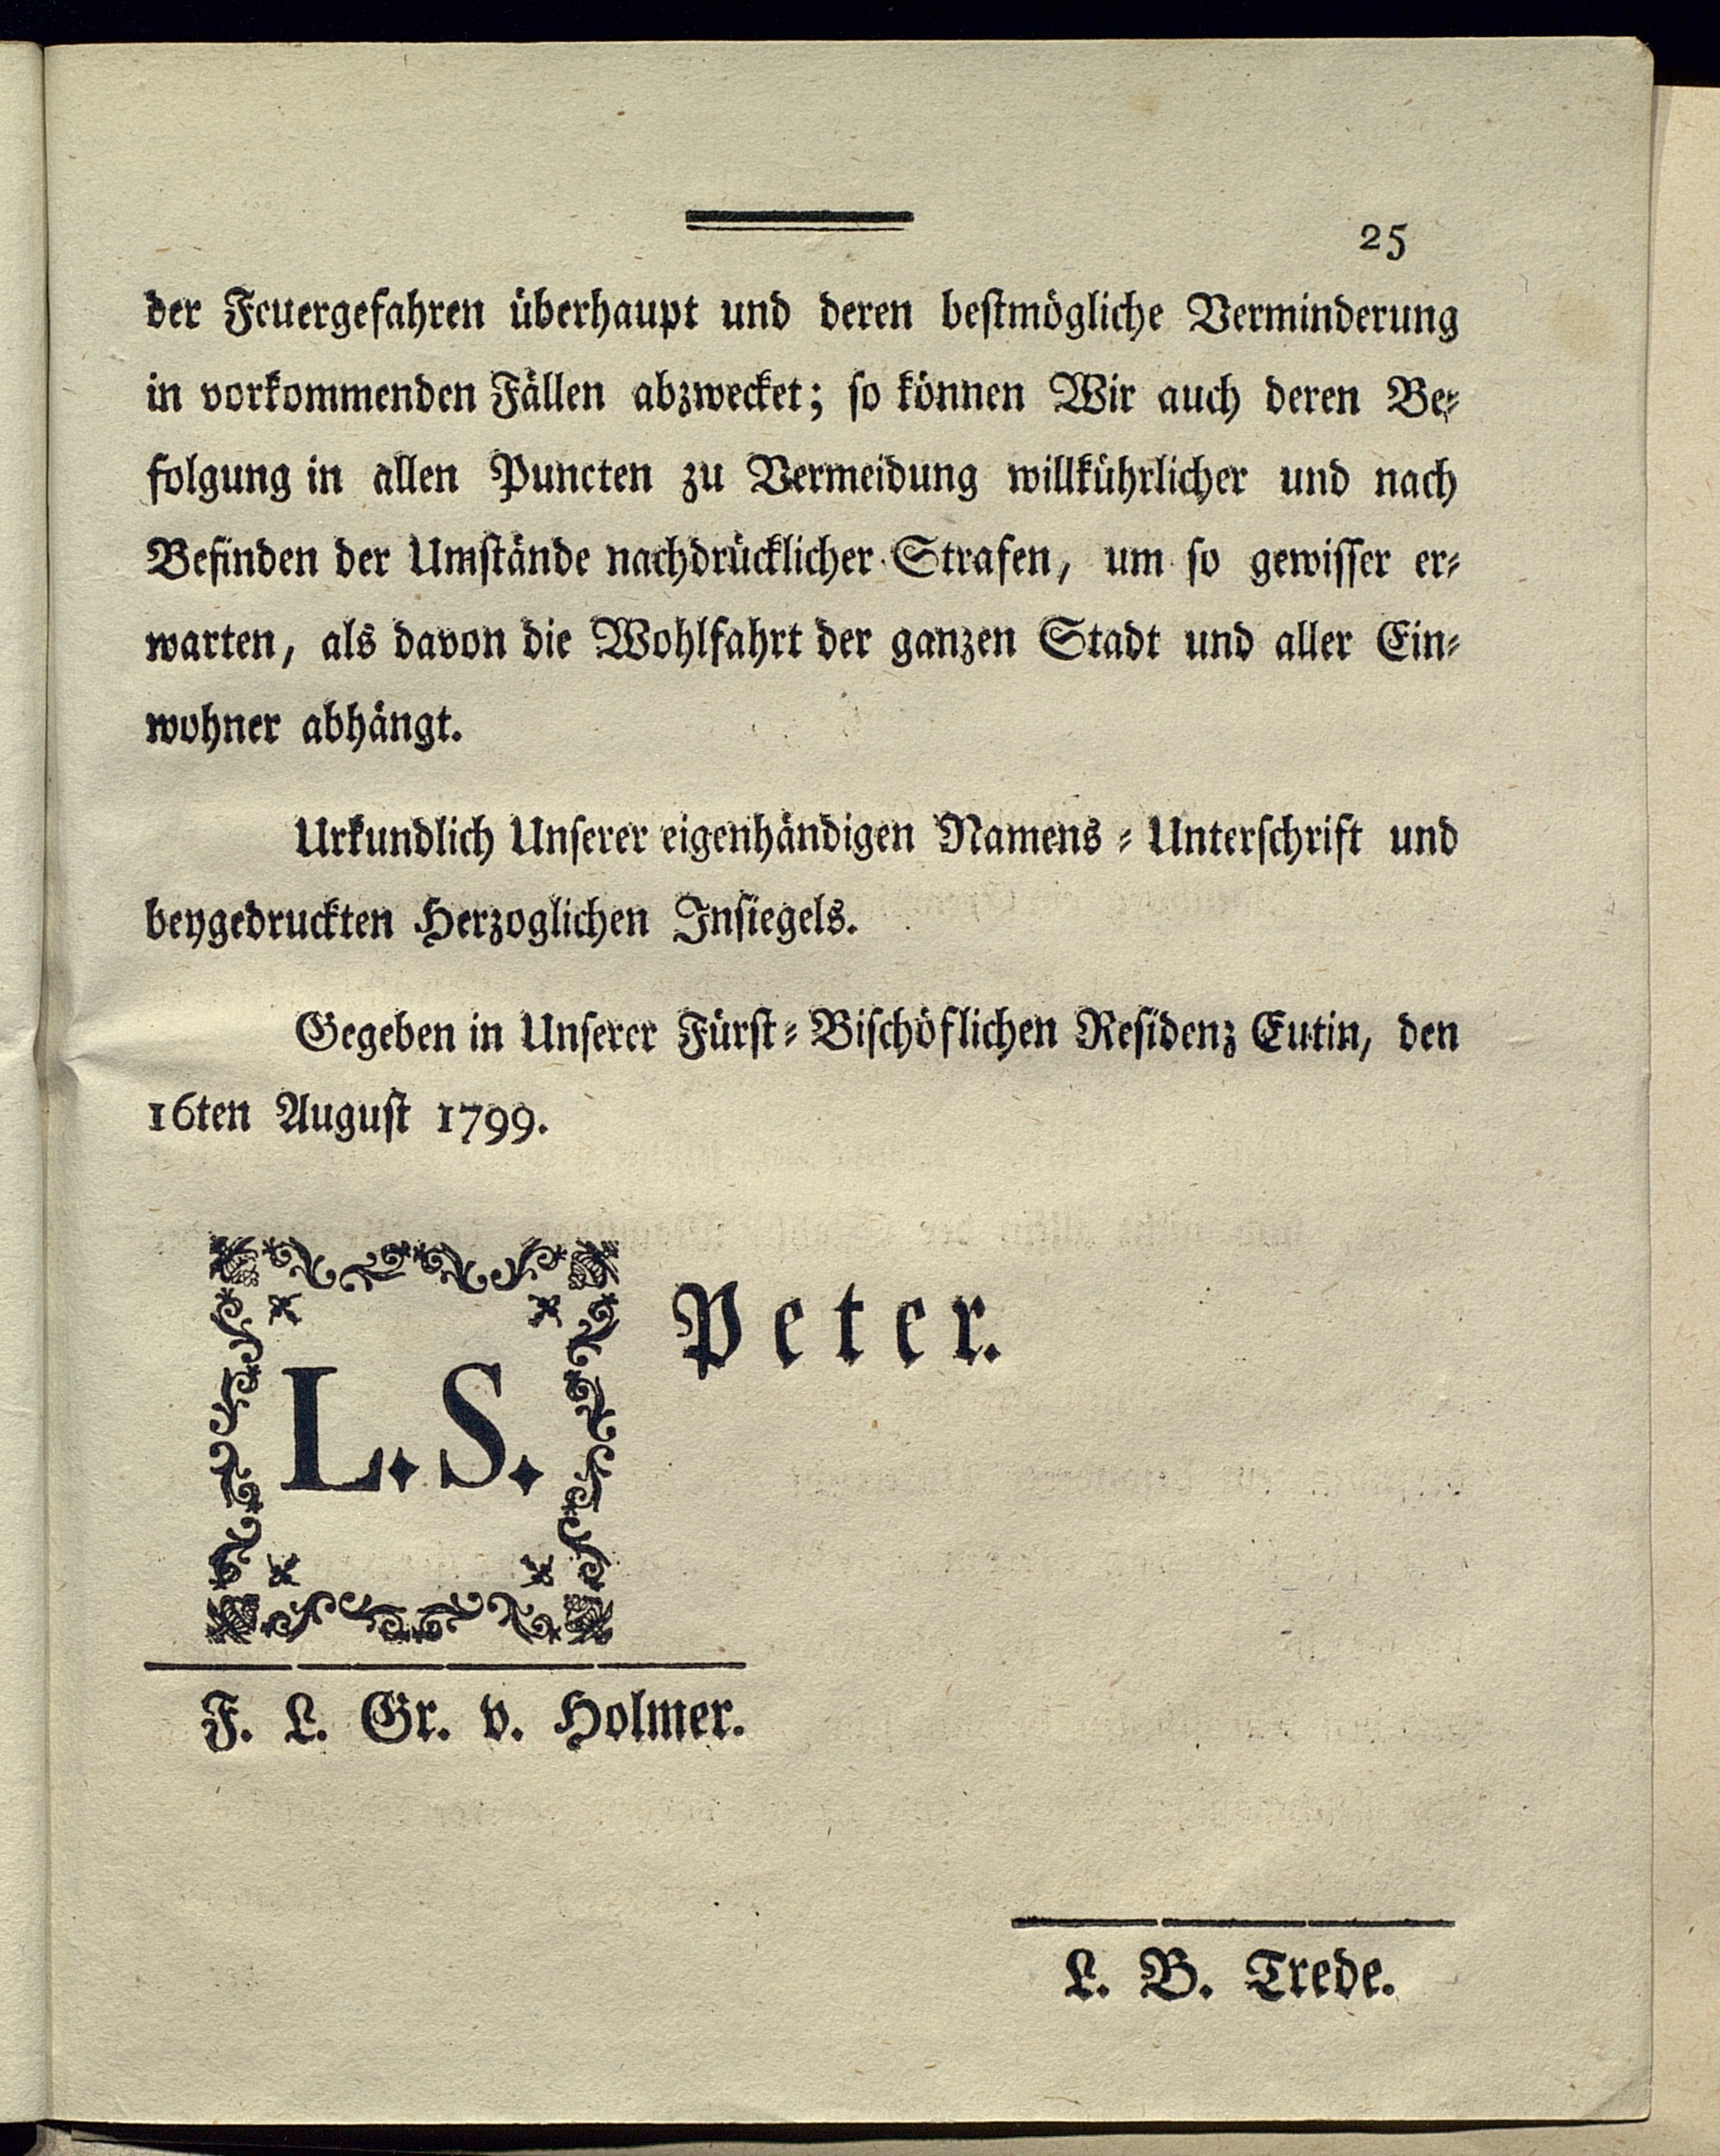 25
der Feuergefahren überhaupt und deren bestmögliche Verminderung
in vorkommenden Fällen abzwecket; so können Wir auch deren Be-
folgung in allen Puncten zu Vermeidung willkührlicher und nach
Befinden der Umstände nachdrücklicher Strafen, um so gewisser er-
warten, als davon die Wohlfahrt der ganzen Stadt und aller Ein-
wohner abhängt.
Urkundlich Unserer eigenhändigen Namens-Unterschrift und
beygedruckten Herzoglichen Insiegels.
Gegeben in Unserer Fürst-Bischöflichen Residenz Eutin, den
16ten August 1799.
Peter.
L. S.
F. L. Gr. v. Holmer.
L. B. Trede.